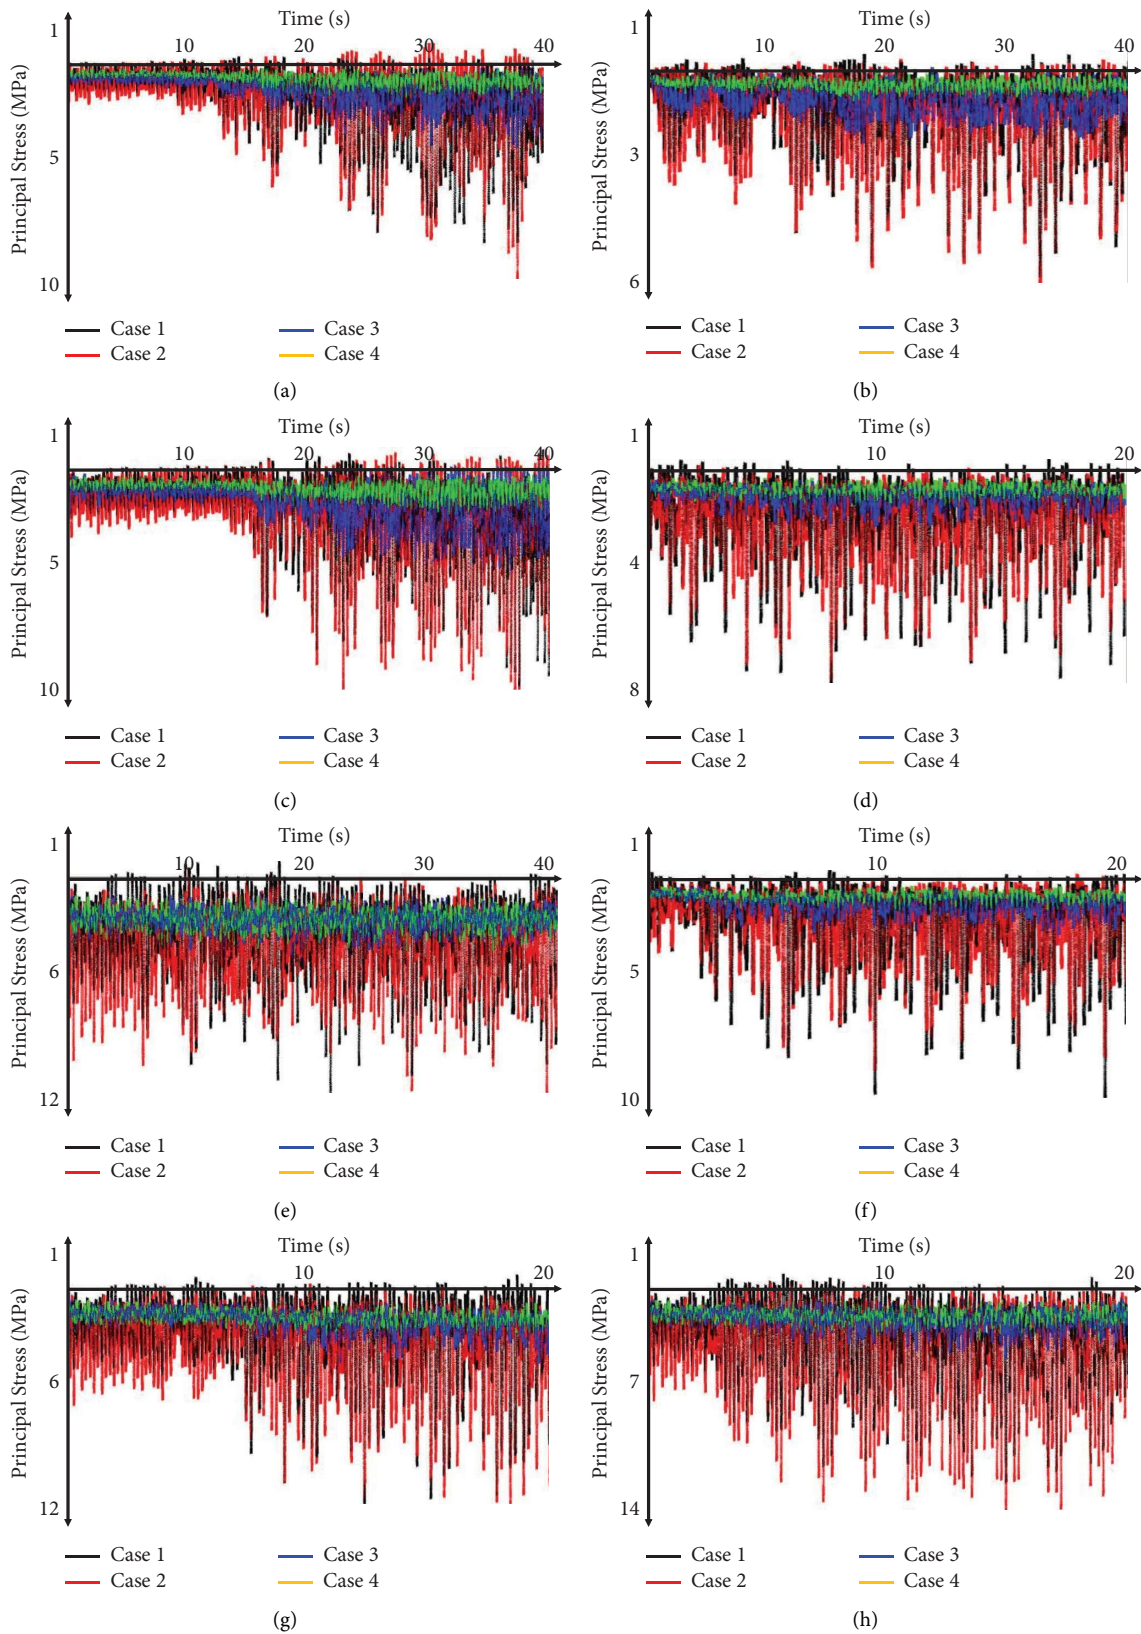 Time (s)
1
10
20
30
40
Principal Stress (MPa)
5
10
Case 1
Case 3
Case 2
Case 4
(a)
Time (s)
1
10
20
30
40
Principal Stress (MPa)
3
6
Case 1
Case 3
Case 2
Case 4
(b)
Time (s)
1
10
20
30
40
Principal Stress (MPa)
5
10
Case 1
Case 3
Case 2
Case 4
(c)
Time (s)
1
10
20
Principal Stress (MPa)
4
8
Case 1
Case 3
Case 2
Case 4
(d)
Time (s)
1
10
20
30
40
Principal Stress (MPa)
6
12
Case 1
Case 3
Case 2
Case 4
(e)
Time (s)
1
10
20
Principal Stress (MPa)
5
10
Case 1
Case 3
Case 2
Case 4
(f)
Time (s)
1
10
20
Principal Stress (MPa)
6
12
Case 1
Case 3
Case 2
Case 4
(g)
Time (s)
1
10
20
Principal Stress (MPa)
7
14
Case 1
Case 3
Case 2
Case 4
(h)